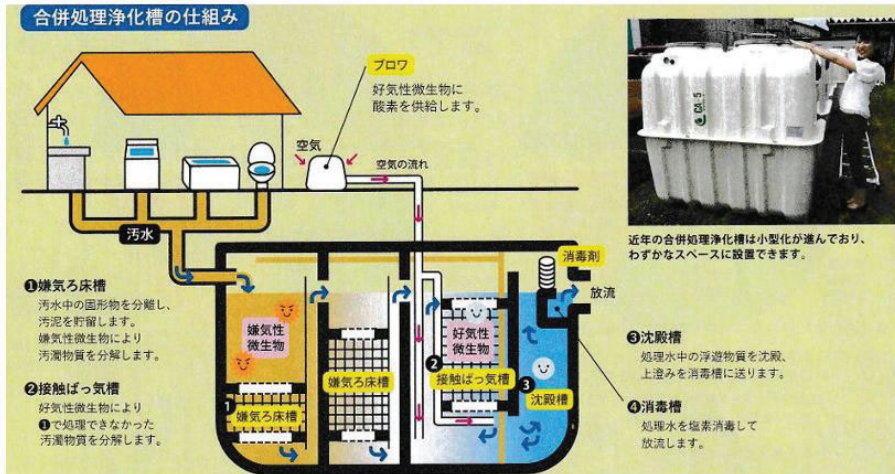 合併処理浄化槽の仕組み
ブロワ
好気性微生物に
酸素を供給します。
空気
空気の流れ
汚水
CA-5
近年の合併処理浄化槽は小型化が進んでおり、
わずかなスペースに設置できます。
❶嫌気ろ床槽
汚水中の固形物を分離し、
汚泥を貯留します。
嫌気性微生物により
汚濁物質を分解します。
❷接触ばっ気槽
好気性微生物により
❶で処理できなかった
汚濁物質を分解します。
嫌気性
微生物
❶
嫌気ろ床槽
嫌気ろ床槽
好気性
微生物
❷
接触ばっ気槽
❸
沈殿槽
消毒剤
放流
❸沈殿槽
処理水中の浮遊物質を沈殿、
上澄みを消毒槽に送ります。
❹消毒槽
処理水を塩素消毒して
放流します。